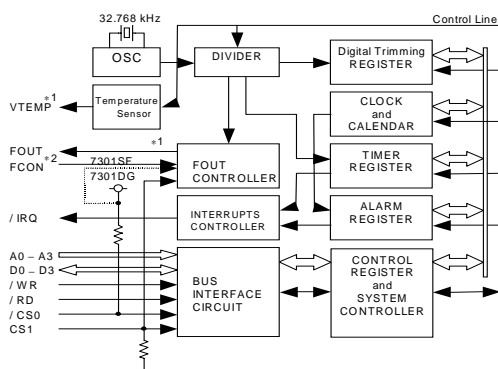 32.768 kHz
Control Line
OSC
DIVIDER
Digital Trimming
REGISTER
VTEMP *1
Temperature
Sensor
CLOCK
and
CALENDAR
FOUT
*1
FCON *2
7301SF
7301DG
FOUT
CONTROLLER
TIMER
REGISTER
/ IRQ
INTERRUPTS
CONTROLLER
ALARM
REGISTER
A0 – A3
D0 – D3
/ WR
/ RD
/ CS0
CS1
BUS
INTERFACE
CIRCUIT
CONTROL
REGISTER
and
SYSTEM
CONTROLLER